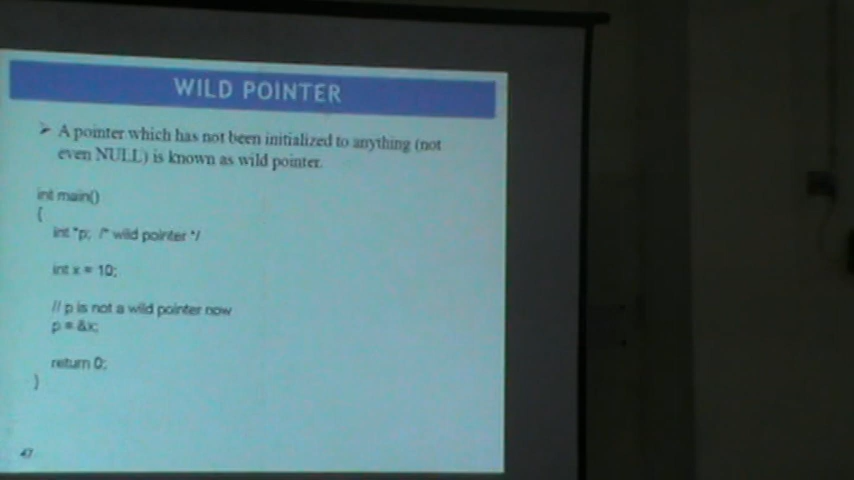 WILD POINTER
➢ A pointer which has not been initialized to anything (not
even NULL) is known as wild pointer.
int main()
{
int *p; /* wild pointer */
int x = 10;
// p is not a wild pointer now
p = &x;
return 0;
}
47